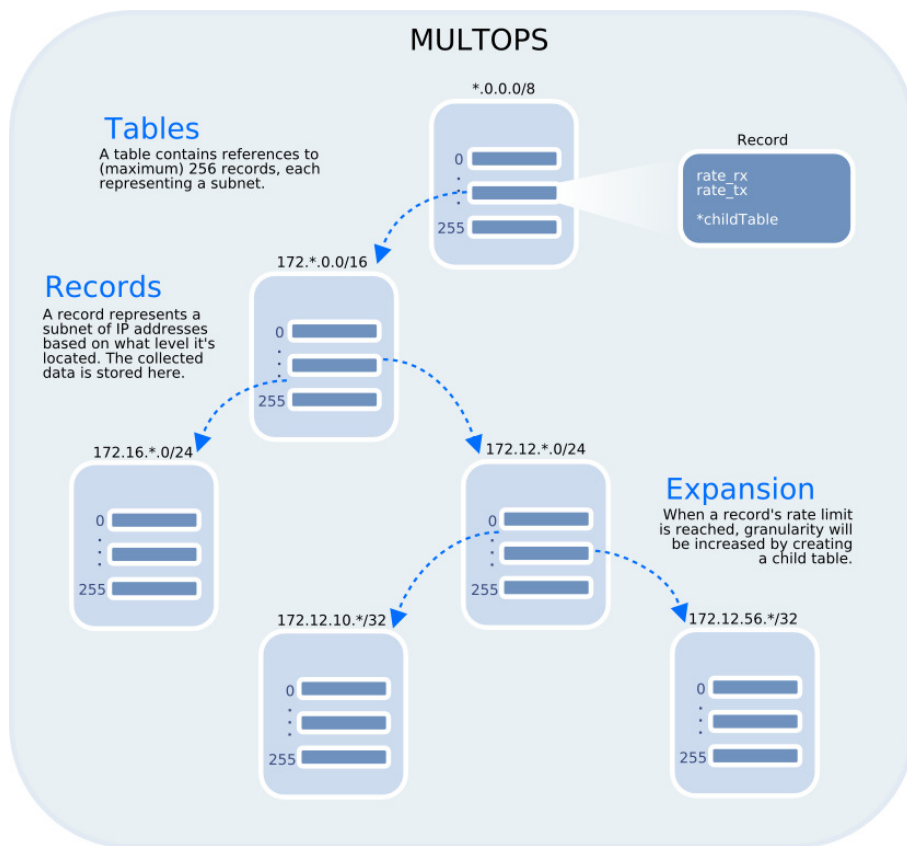 MULTOPS
*.0.0.0/8
Tables
A table contains references to
(maximum) 256 records, each
representing a subnet.
0
255
Record
rate_rx
rate_tx
*childTable
172.*.0.0/16
Records
A record represents a
subnet of IP addresses
based on what level it's
located. The collected
data is stored here.
0
255
172.16.*.0/24
0
255
172.12.*.0/24
0
255
Expansion
When a record's rate limit
is reached, granularity will
be increased by creating
a child table.
172.12.10.*/32
0
255
172.12.56.*/32
0
255